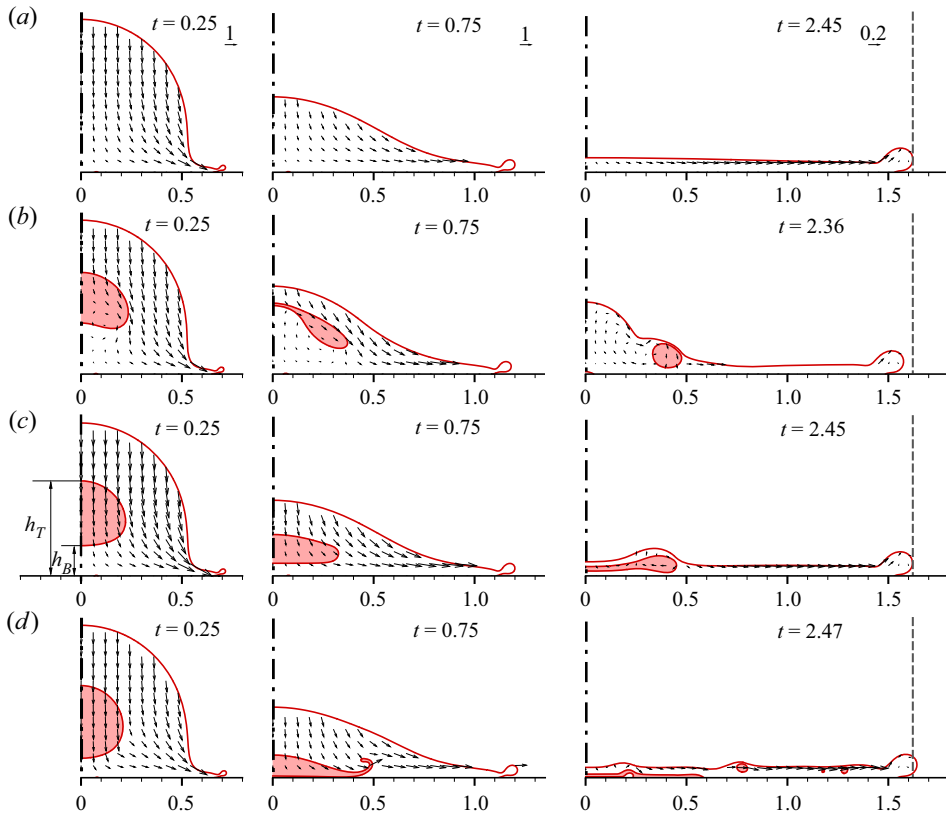 (a) t = 0.25 1 t = 0.75 1 t = 2.45 0.2
0 0.5 0 0.5 1.0 0 0.5 1.0 1.5
(b) t = 0.25 t = 0.75 t = 2.36
0 0.5 0 0.5 1.0 0 0.5 1.0 1.5
(c) t = 0.25 t = 0.75 t = 2.45
h_T
h_B
0 0.5 0 0.5 1.0 0 0.5 1.0 1.5
(d) t = 0.25 t = 0.75 t = 2.47
0 0.5 0 0.5 1.0 0 0.5 1.0 1.5